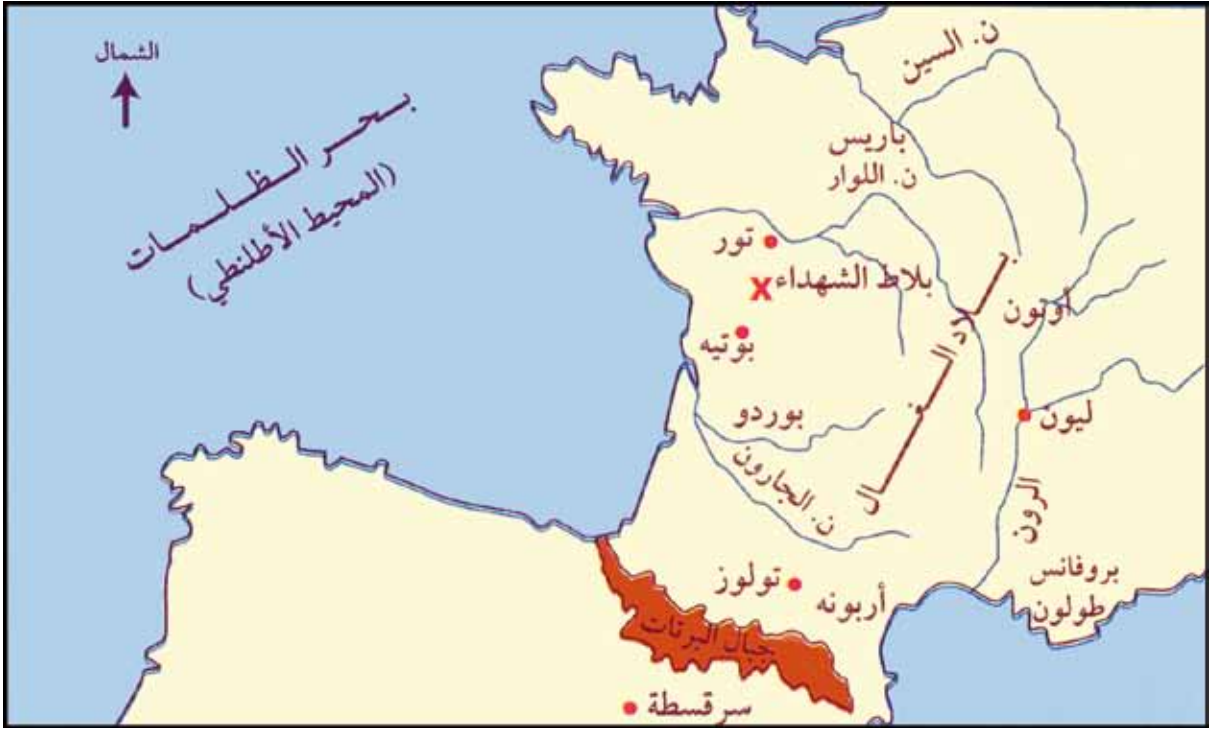 الشمال
بحر الظلمات
(المحيط الأطلنطي)
ن. السين
باريس
ن. اللوار
تور
بلاط الشهداء
X
بوتيه
أوتون
بلاد الغال
ليون
بوردو
ن. الجارون
الرون
بروفانس
طولون
تولوز
أربونه
جبال البرنات
سرقسطة